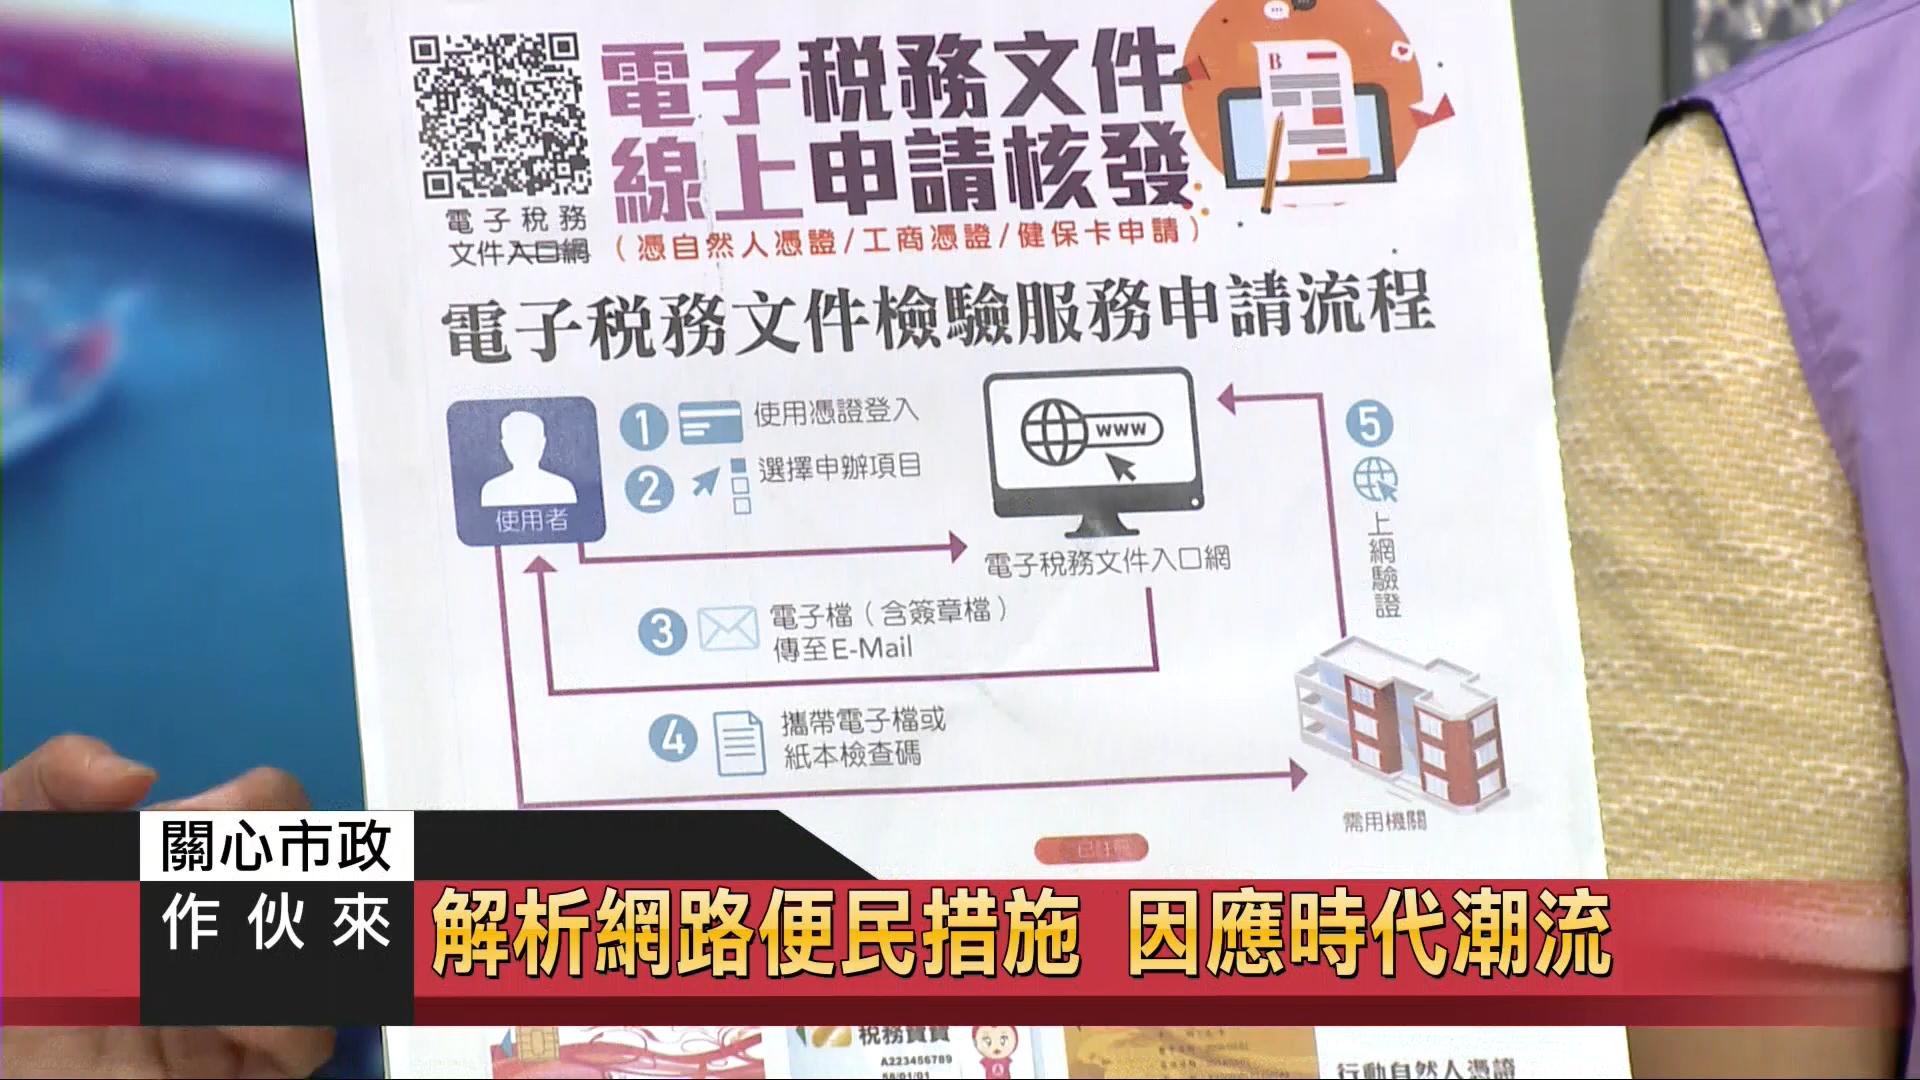 電子稅務文件
線上申請核發
電子稅務
文件入口網
(憑自然人憑證/工商憑證/健保卡申請)
B
電子稅務文件檢驗服務申請流程
使用者
1 使用憑證登入
2 選擇申辦項目
www
電子稅務文件入口網
3 電子檔(含簽章檔)
傳至E-Mail
4 攜帶電子檔或
紙本檢查碼
5
上網驗證
需用機關
關心市政
作伙來
解析網路便民措施 因應時代潮流
稅務寶寶
A223456789
58/01/01
行動自然人憑證